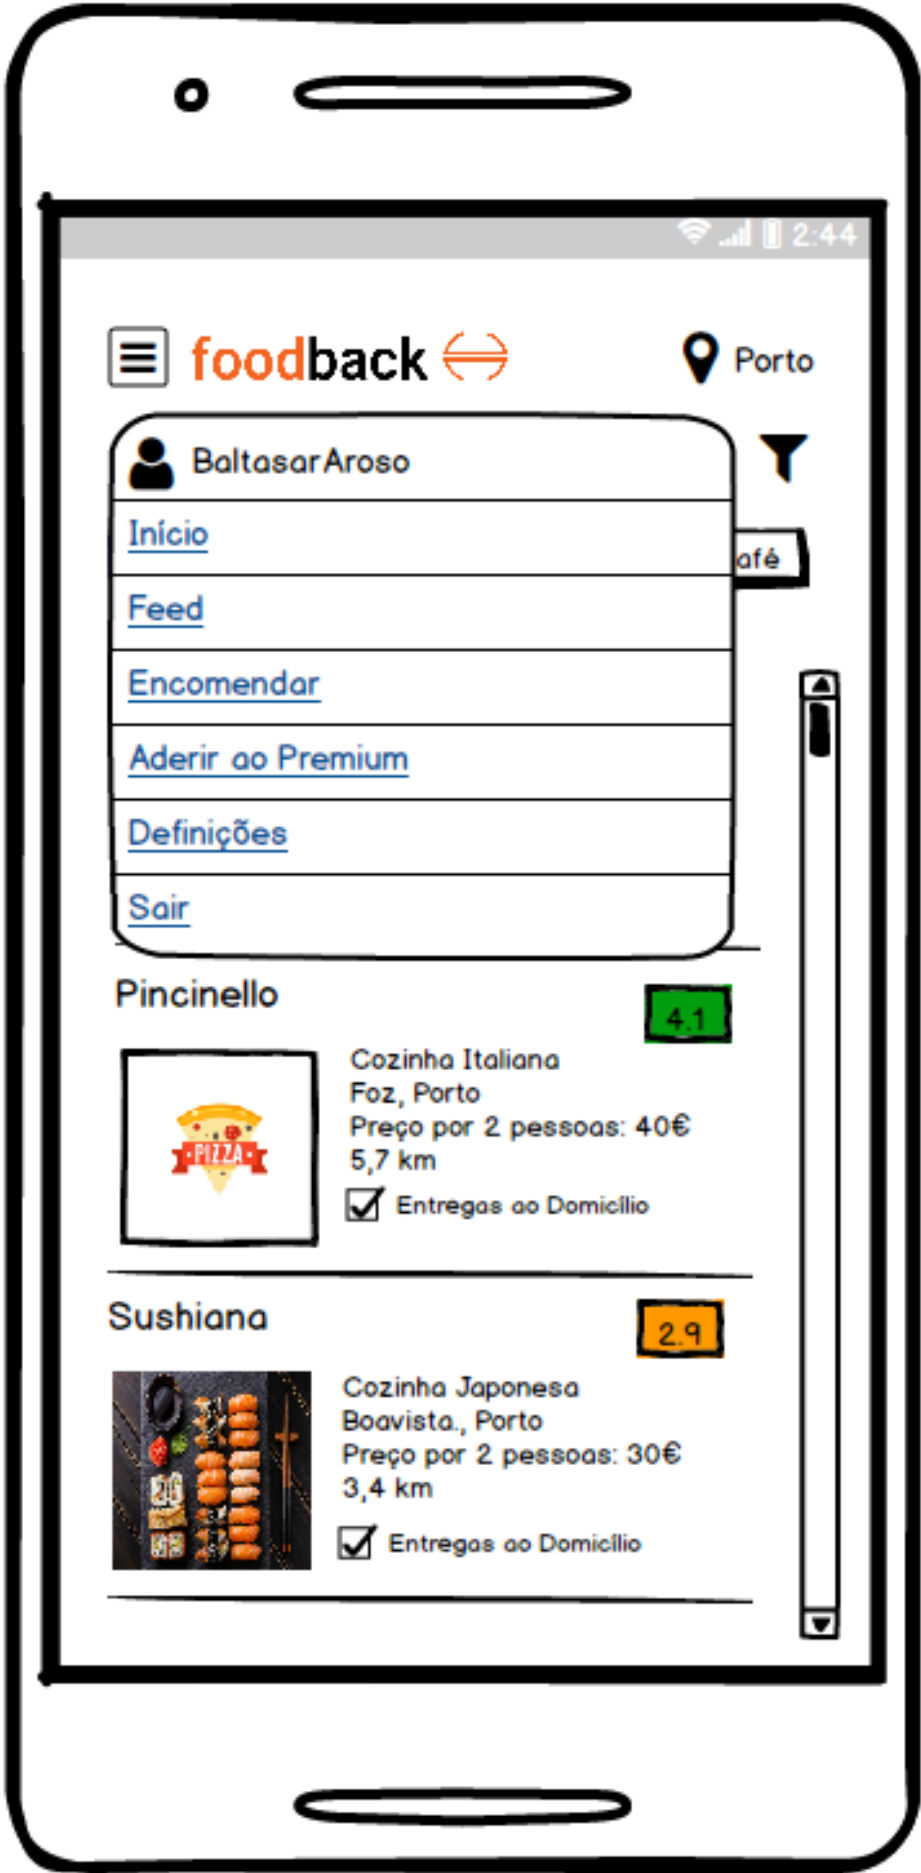 2:44
foodback
Porto
BaltasarAroso
Início
afé
Feed
Encomendar
Aderir ao Premium
Definições
Sair
Pincinello
4.1
Cozinha Italiana
Foz, Porto
Preço por 2 pessoas: 40€
5,7 km
PIZZA
Entregas ao Domicílio
Sushiana
2.9
Cozinha Japonesa
Boavista., Porto
Preço por 2 pessoas: 30€
3,4 km
Entregas ao Domicílio